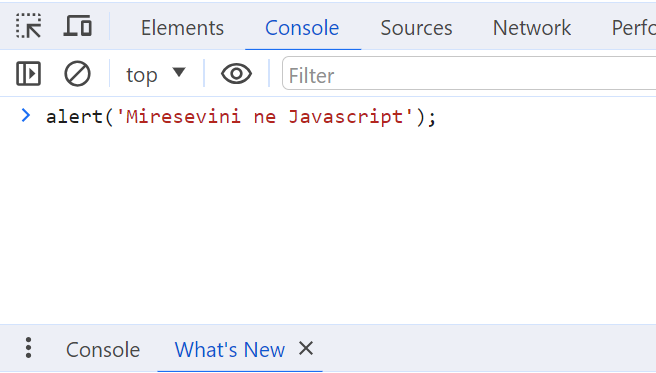 Elements Console Sources Network Perfo
top Filter
alert('Miresevini ne Javascript');
Console What's New